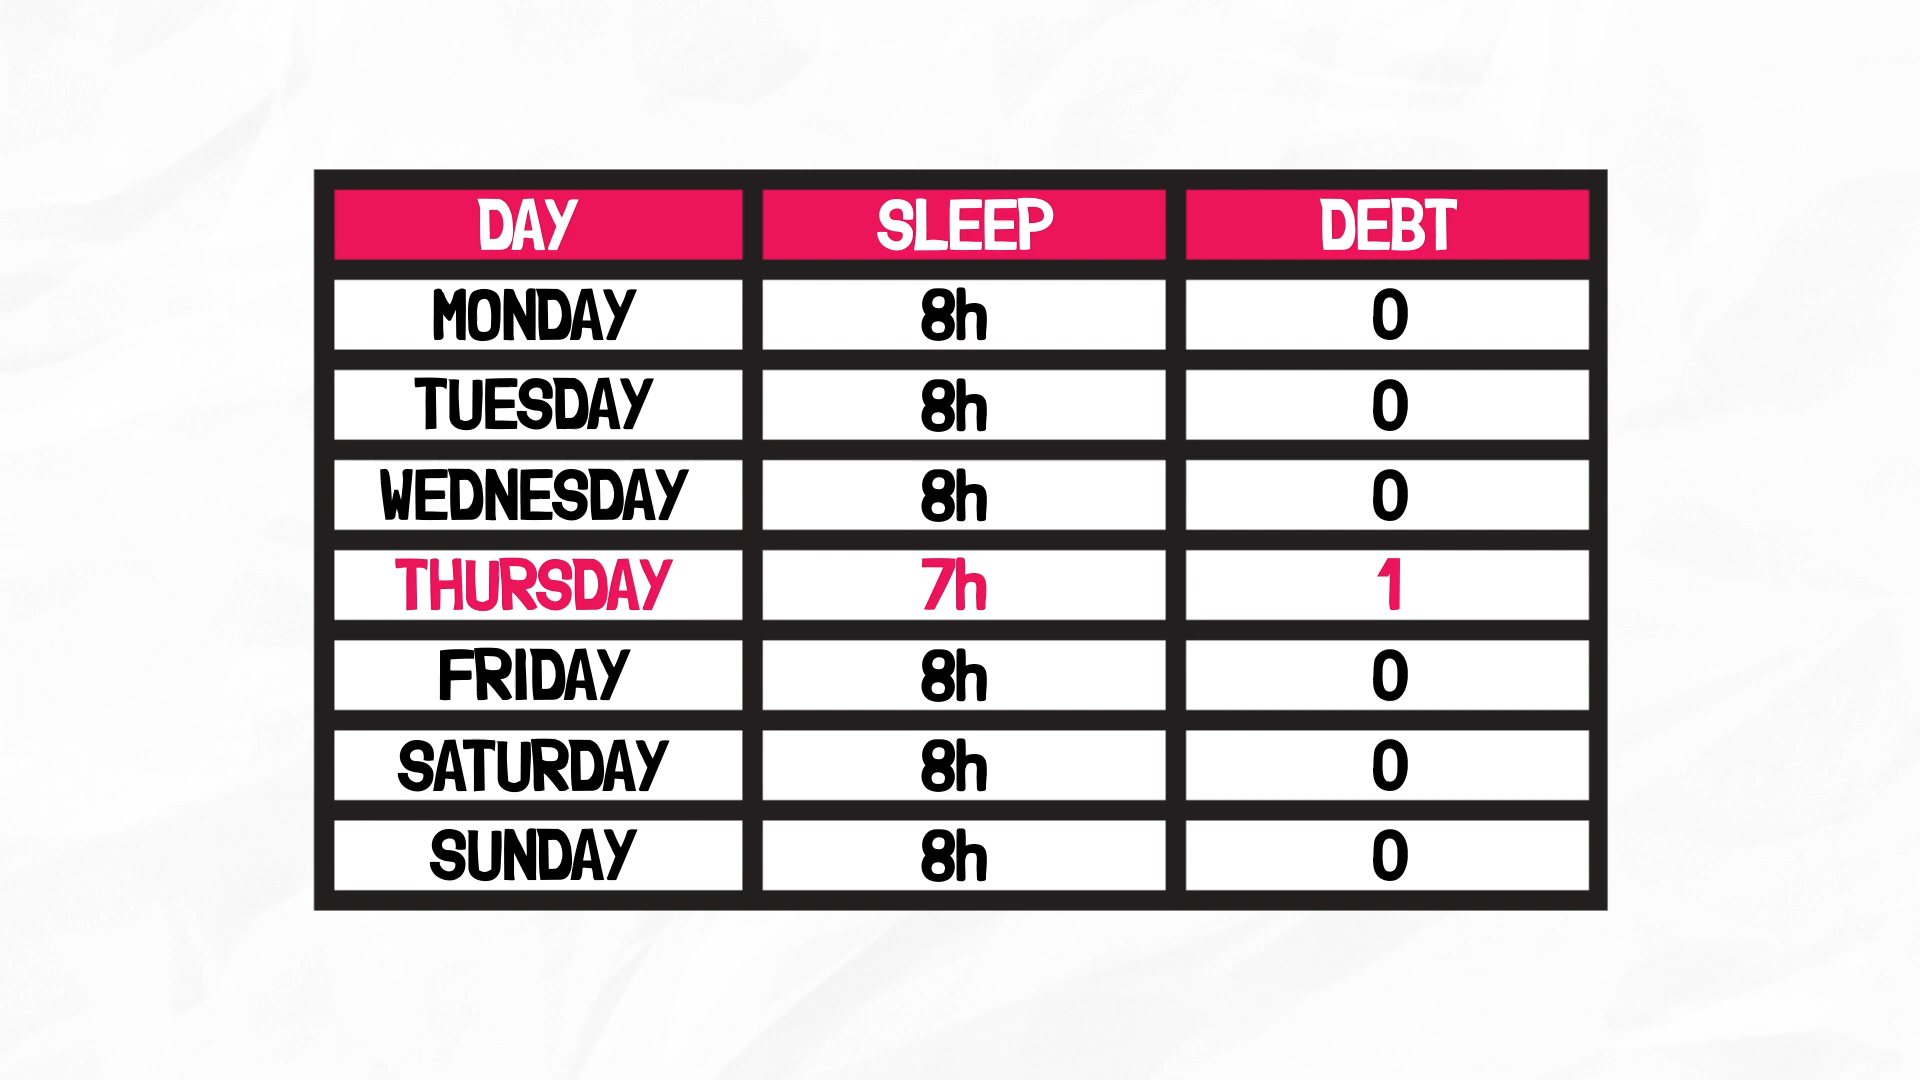 DAY SLEEP DEBT
MONDAY 8h 0
TUESDAY 8h 0
WEDNESDAY 8h 0
THURSDAY 7h 1
FRIDAY 8h 0
SATURDAY 8h 0
SUNDAY 8h 0